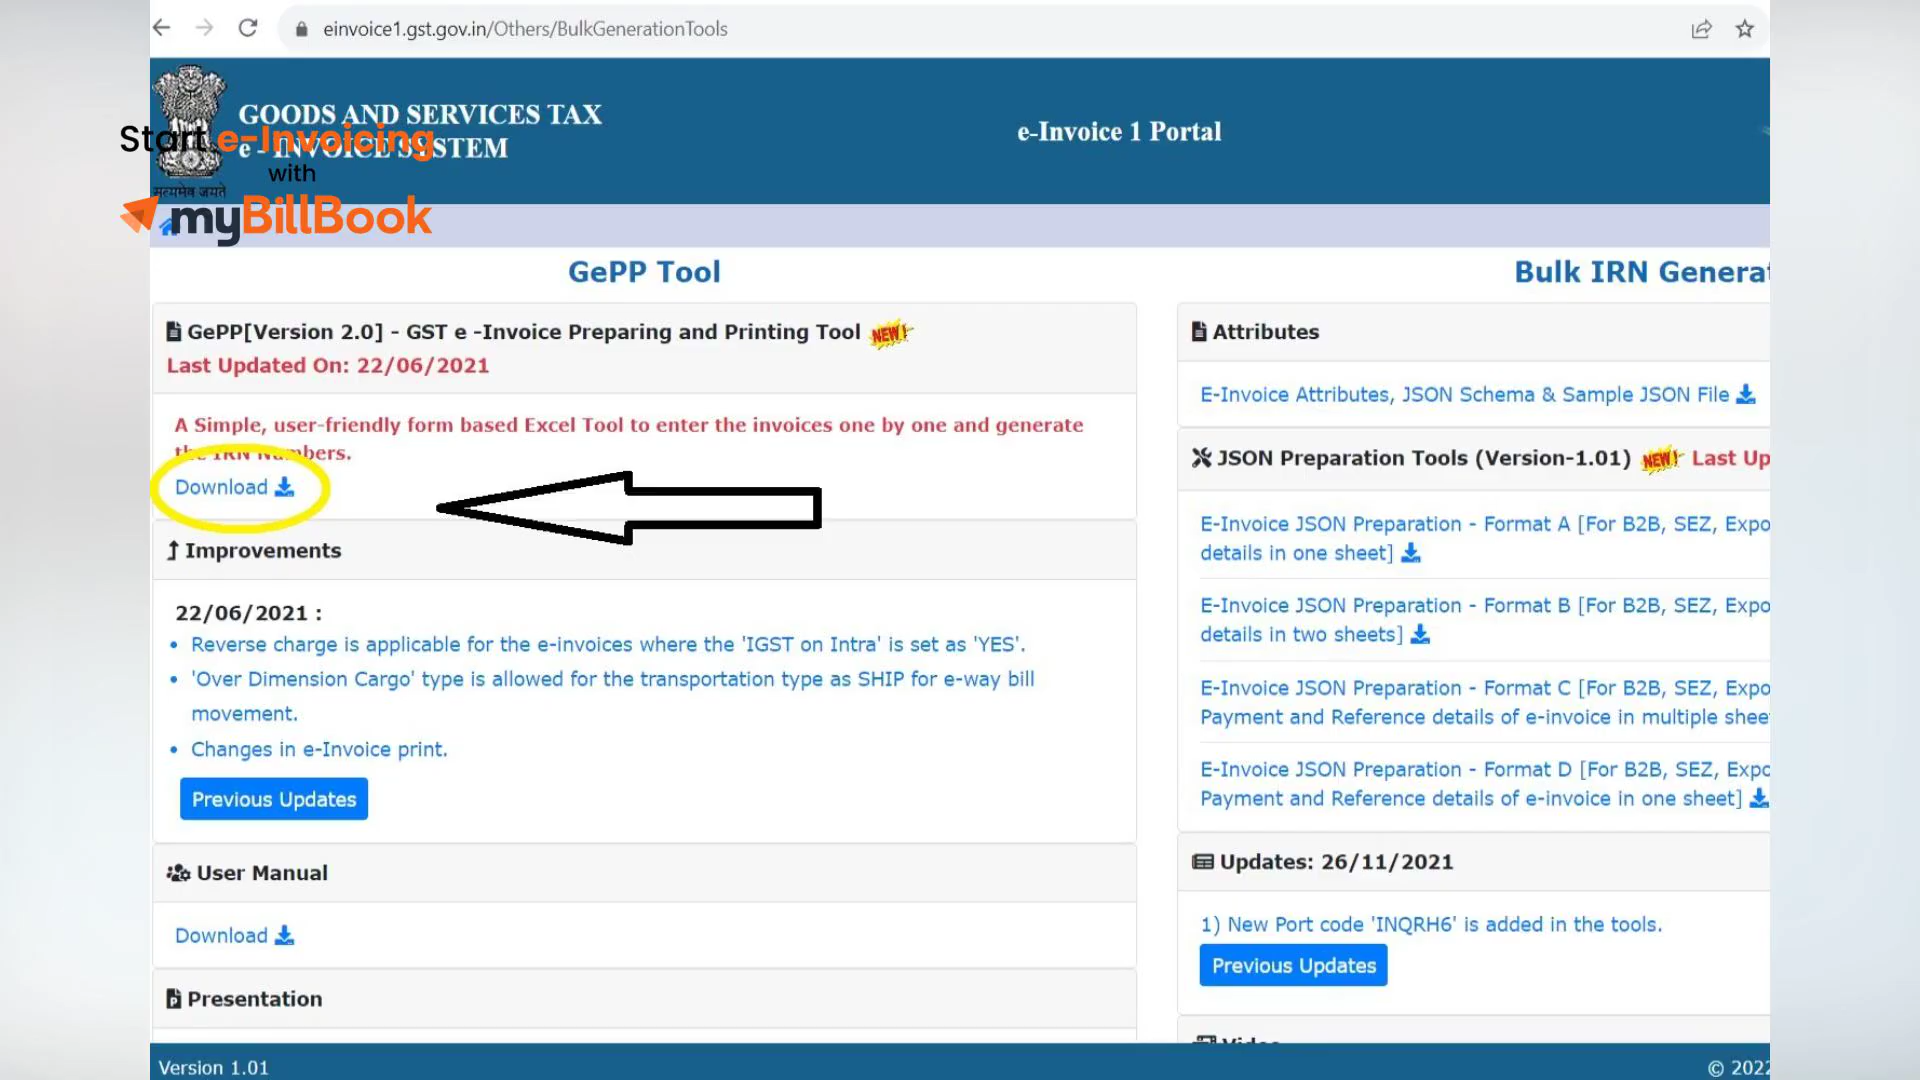 einvoice1.gst.gov.in/Others/BulkGenerationTools
GOODS AND SERVICES TAX
e - INVOICE SYSTEM
सत्यमेव जयते
e-Invoice 1 Portal
Start e-Invoicing
with
myBillBook
GePP Tool
GePP[Version 2.0] - GST e -Invoice Preparing and Printing Tool NEW!
Last Updated On: 22/06/2021
A Simple, user-friendly form based Excel Tool to enter the invoices one by one and generate
the IRN Numbers.
Download
Improvements
22/06/2021 :
• Reverse charge is applicable for the e-invoices where the 'IGST on Intra' is set as 'YES'.
• 'Over Dimension Cargo' type is allowed for the transportation type as SHIP for e-way bill
movement.
• Changes in e-Invoice print.
Previous Updates
User Manual
Download
Presentation
Bulk IRN Generat
Attributes
E-Invoice Attributes, JSON Schema & Sample JSON File
JSON Preparation Tools (Version-1.01) NEW! Last Up
E-Invoice JSON Preparation - Format A [For B2B, SEZ, Expo
details in one sheet]
E-Invoice JSON Preparation - Format B [For B2B, SEZ, Expo
details in two sheets]
E-Invoice JSON Preparation - Format C [For B2B, SEZ, Expo
Payment and Reference details of e-invoice in multiple shee
E-Invoice JSON Preparation - Format D [For B2B, SEZ, Expo
Payment and Reference details of e-invoice in one sheet]
Updates: 26/11/2021
1) New Port code 'INQRH6' is added in the tools.
Previous Updates
Video
Version 1.01
© 2022